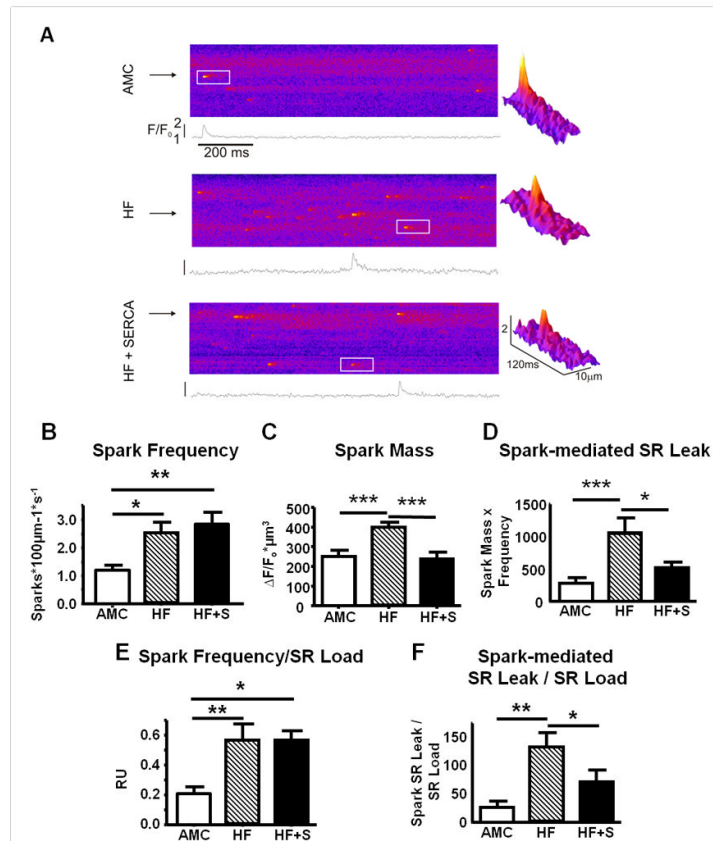 A
AMC
F/F₀ 2
1
200 ms
HF
HF + SERCA
2
120ms
10μm
B
Spark Frequency
**
*
Sparks*100μm-1*s⁻¹
3.0
2.0
1.0
0.0
AMC HF HF+S
C
Spark Mass
*** ***
ΔF/F₀*μm³
500
400
300
200
100
0
AMC HF HF+S
D
Spark-mediated SR Leak
*** *
Spark Mass x
Frequency
1500
1000
500
0
AMC HF HF+S
E
Spark Frequency/SR Load
*
**
RU
0.6
0.4
0.2
0.0
AMC HF HF+S
F
Spark-mediated
SR Leak / SR Load
** *
Spark SR Leak /
SR Load
150
100
50
0
AMC HF HF+S